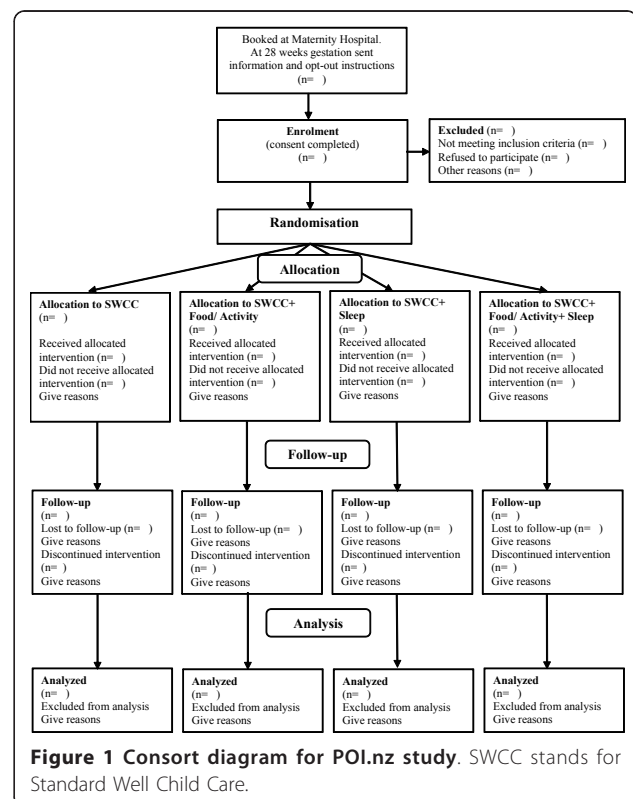 Booked at Maternity Hospital.
At 28 weeks gestation sent
information and opt-out instructions
(n= )
Enrolment
(consent completed)
(n= )
Excluded (n= )
Not meeting inclusion criteria (n= )
Refused to participate (n= )
Other reasons (n= )
Randomisation
Allocation
Allocation to SWCC
(n= )
Received allocated
intervention (n= )
Did not receive allocated
intervention (n= )
Give reasons
Allocation to SWCC+
Food/ Activity
(n= )
Received allocated
intervention (n= )
Did not receive allocated
intervention (n= )
Give reasons
Allocation to SWCC+
Sleep
(n= )
Received allocated
intervention (n= )
Did not receive allocated
intervention (n= )
Give reasons
Allocation to SWCC+
Food/ Activity+ Sleep
(n= )
Received allocated
intervention (n= )
Did not receive allocated
intervention (n= )
Give reasons
Follow-up
Follow-up
(n= )
Lost to follow-up (n= )
Give reasons
Discontinued intervention
(n= )
Give reasons
Follow-up
(n= )
Lost to follow-up (n= )
Give reasons
Discontinued intervention
(n= )
Give reasons
Follow-up
(n= )
Lost to follow-up (n= )
Give reasons
Discontinued intervention
(n= )
Give reasons
Follow-up
(n= )
Lost to follow-up (n= )
Give reasons
Discontinued intervention
(n= )
Give reasons
Analysis
Analyzed
(n= )
Excluded from analysis
Give reasons
Analyzed
(n= )
Excluded from analysis
Give reasons
Analyzed
(n= )
Excluded from analysis
Give reasons
Analyzed
(n= )
Excluded from analysis
Give reasons
Figure 1 Consort diagram for POI.nz study. SWCC stands for
Standard Well Child Care.